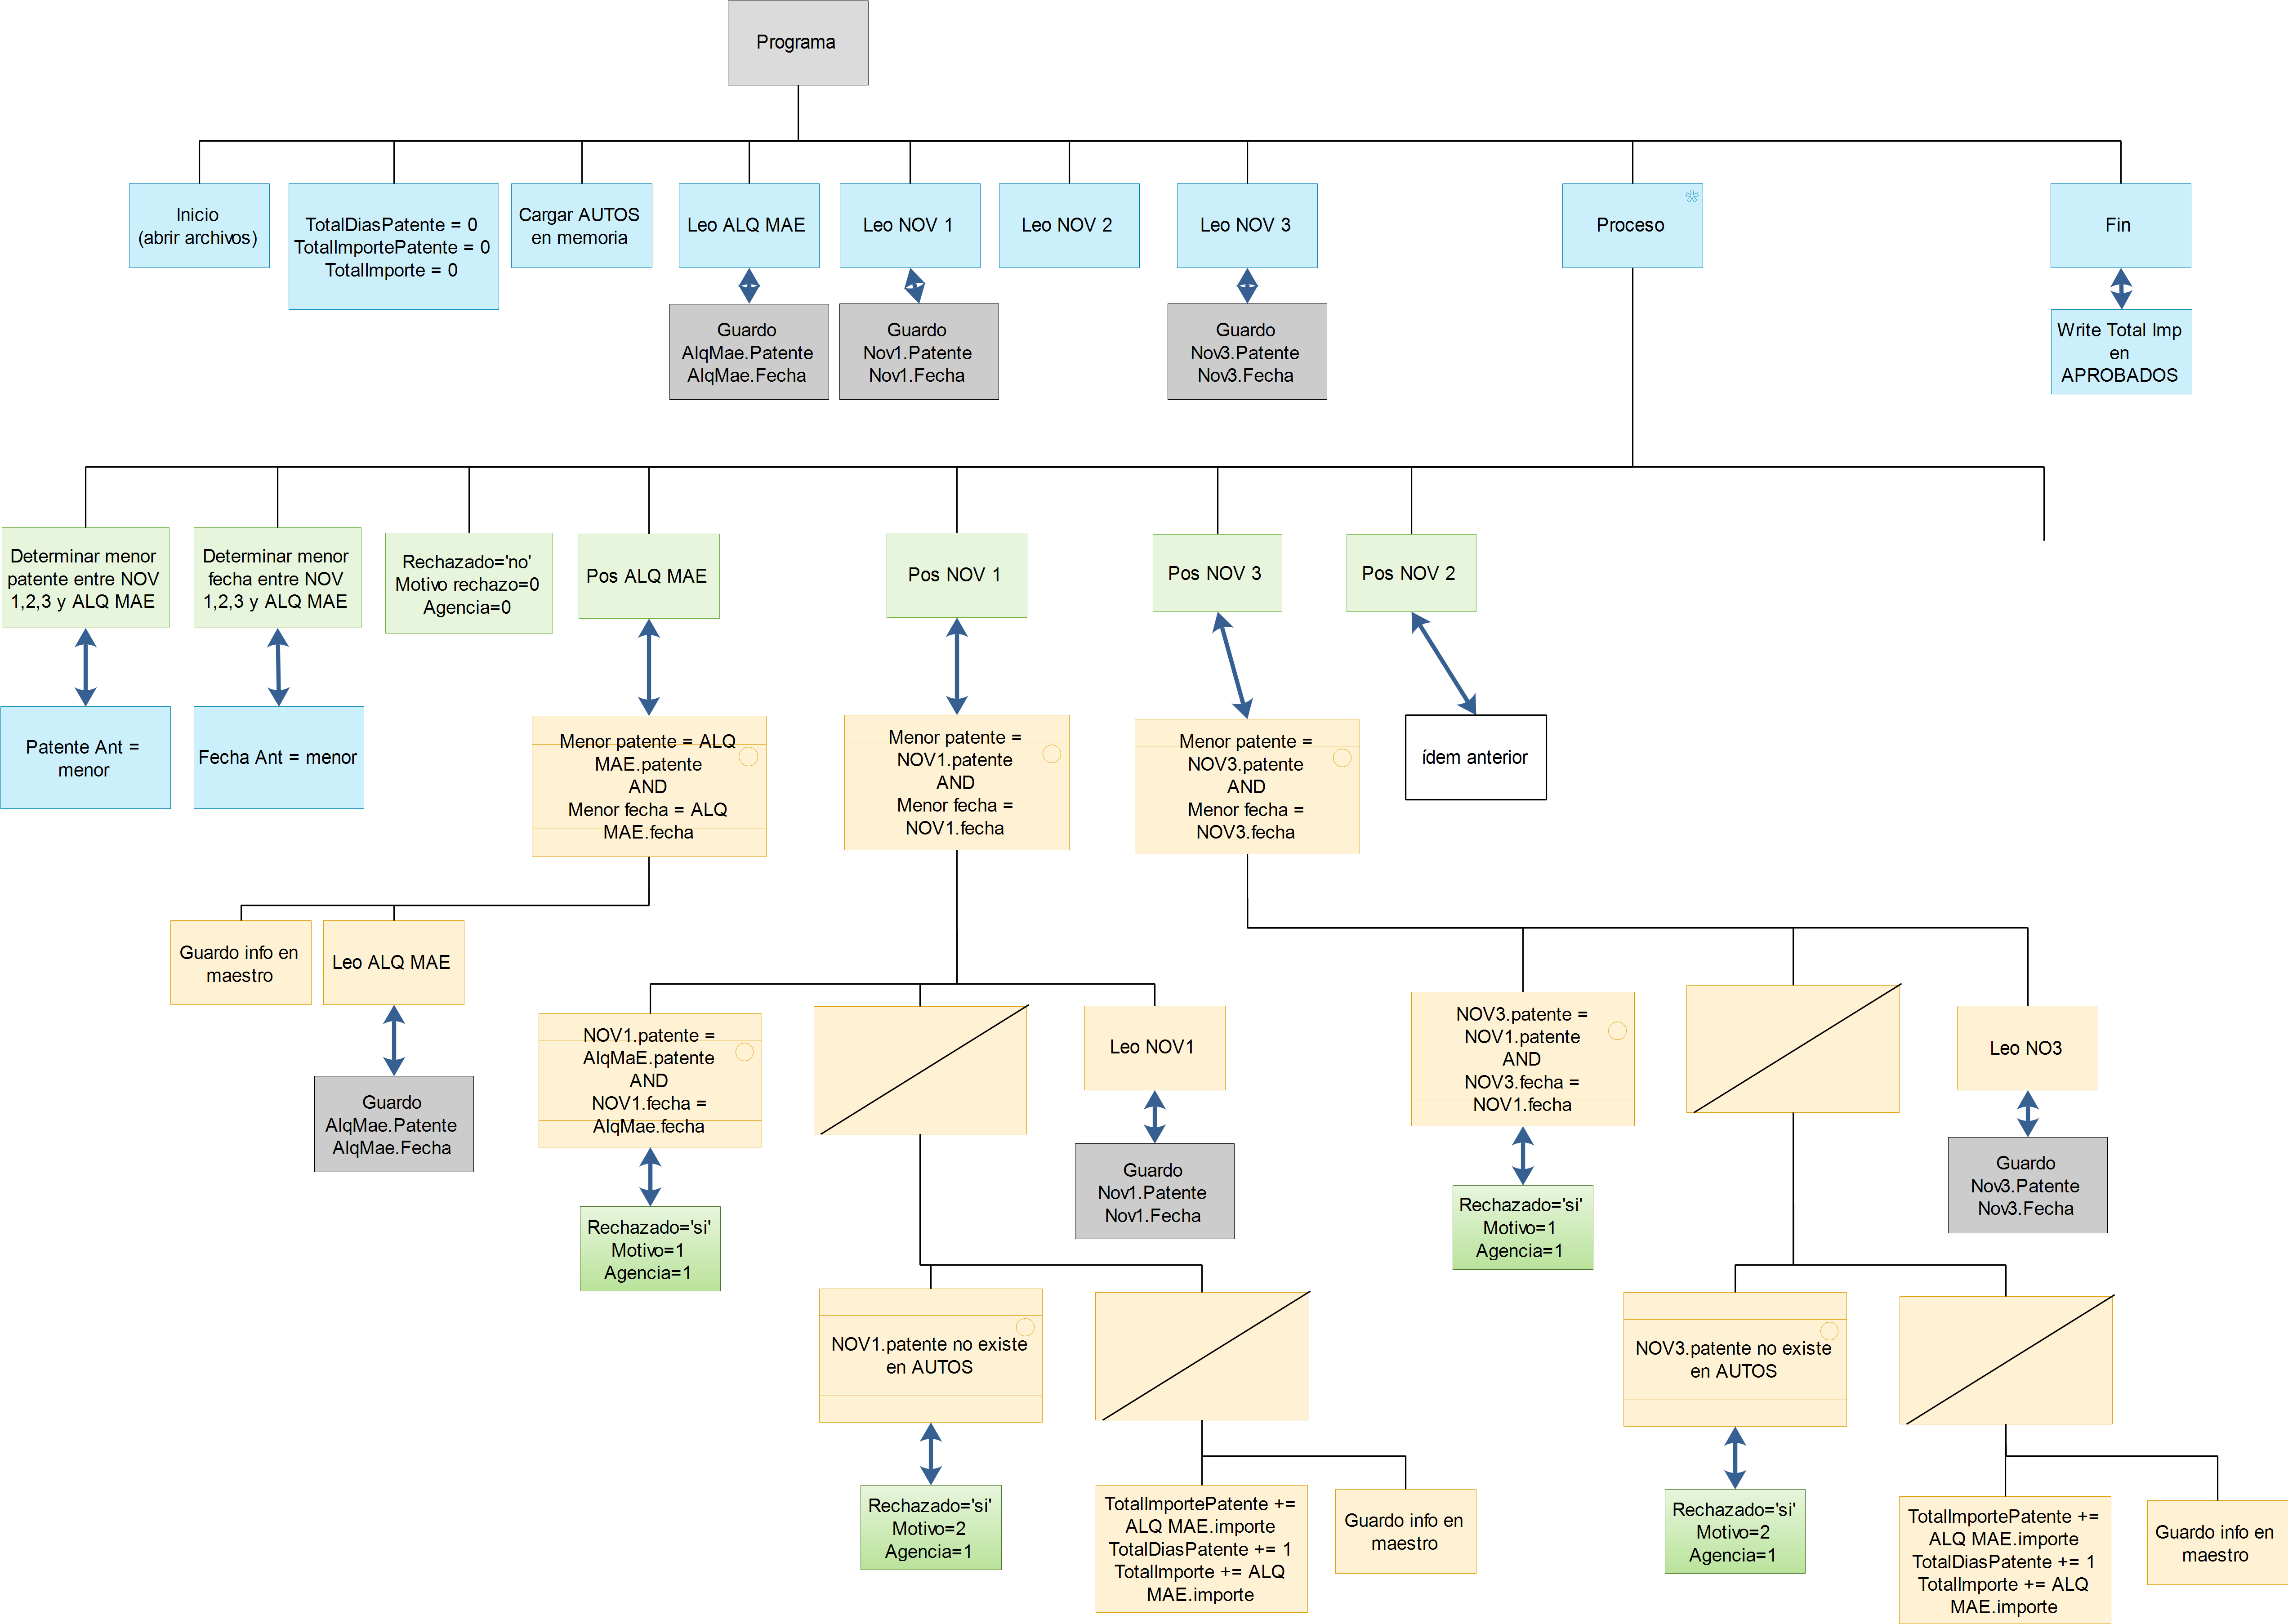 Programa
Inicio
(abrir archivos)
TotalDiasPatente = 0
TotalImportePatente = 0
TotalImporte = 0
Cargar AUTOS
en memoria
Leo ALQ MAE
Leo NOV 1
Leo NOV 2
Leo NOV 3
Proceso
Fin
Guardo
AlqMae.Patente
AlqMae.Fecha
Guardo
Nov1.Patente
Nov1.Fecha
Guardo
Nov3.Patente
Nov3.Fecha
Write Total Imp
en
APROBADOS
Determinar menor
patente entre NOV
1,2,3 y ALQ MAE
Determinar menor
fecha entre NOV
1,2,3 y ALQ MAE
Rechazado='no'
Motivo rechazo=0
Agencia=0
Pos ALQ MAE
Pos NOV 1
Pos NOV 3
Pos NOV 2
Patente Ant =
menor
Fecha Ant = menor
Menor patente = ALQ
MAE.patente
AND
Menor fecha = ALQ
MAE.fecha
Menor patente =
NOV1.patente
AND
Menor fecha =
NOV1.fecha
Menor patente =
NOV3.patente
AND
Menor fecha =
NOV3.fecha
ídem anterior
Guardo info en
maestro
Leo ALQ MAE
Guardo
AlqMae.Patente
AlqMae.Fecha
NOV1.patente =
AlqMaE.patente
AND
NOV1.fecha =
AlqMae.fecha
Leo NOV1
NOV3.patente =
NOV1.patente
AND
NOV3.fecha =
NOV1.fecha
Leo NO3
Guardo
Nov1.Patente
Nov1.Fecha
Guardo
Nov3.Patente
Nov3.Fecha
Rechazado='si'
Motivo=1
Agencia=1
Rechazado='si'
Motivo=1
Agencia=1
NOV1.patente no existe
en AUTOS
NOV3.patente no existe
en AUTOS
Rechazado='si'
Motivo=2
Agencia=1
TotalImportePatente +=
ALQ MAE.importe
TotalDiasPatente += 1
TotalImporte += ALQ
MAE.importe
Guardo info en
maestro
Rechazado='si'
Motivo=2
Agencia=1
TotalImportePatente +=
ALQ MAE.importe
TotalDiasPatente += 1
TotalImporte += ALQ
MAE.importe
Guardo info en
maestro